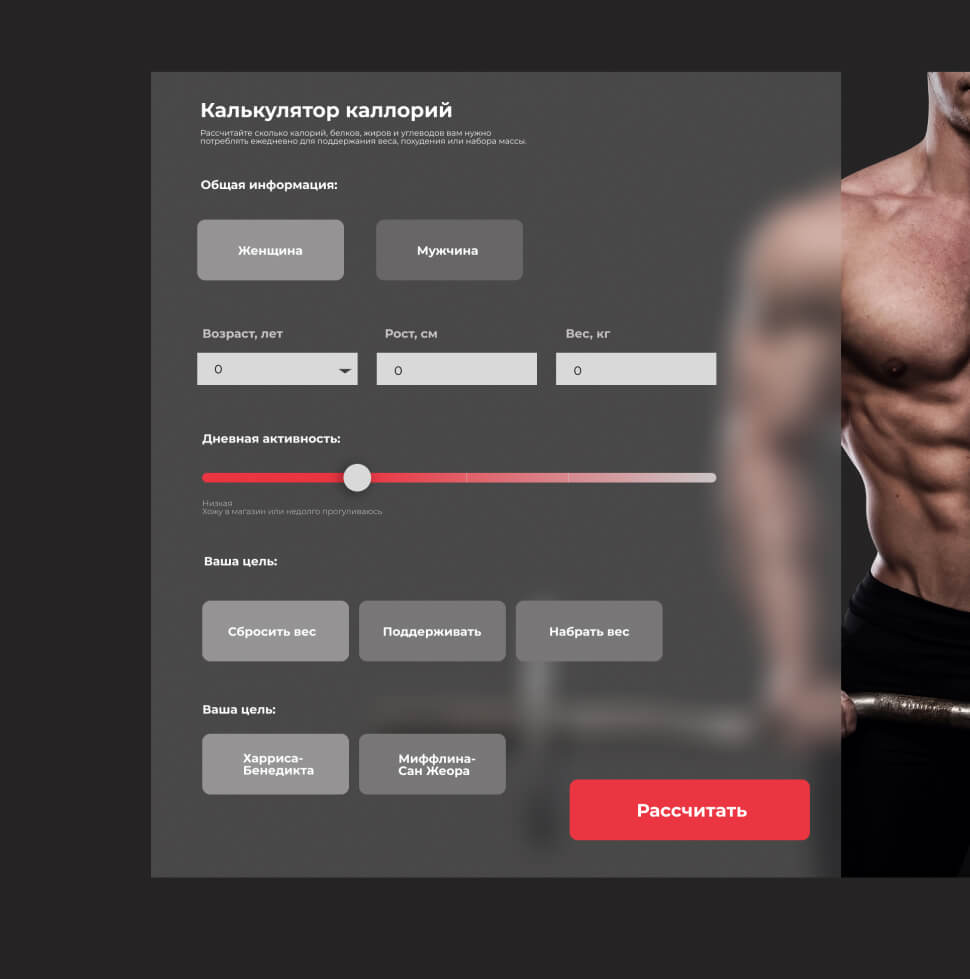 Калькулятор каллорий
Рассчитайте сколько калорий, белков, жиров и углеводов вам нужно
потреблять ежедневно для поддержания веса, похудения или набора массы.
Общая информация:
Женщина
Мужчина
Возраст, лет
Рост, см
Вес, кг
0
0
0
Дневная активность:
Низкая
Хожу в магазин или недолго прогуливаюсь
Ваша цель:
Сбросить вес
Поддерживать
Набрать вес
Ваша цель:
Харриса-
Бенедикта
Миффлина-
Сан Жеора
Рассчитать